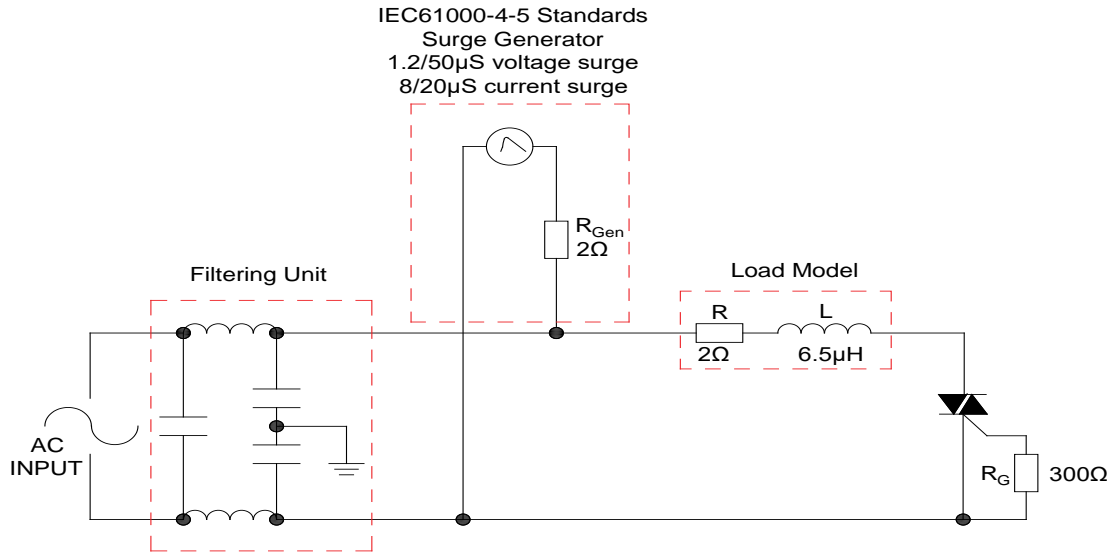 IEC61000-4-5 Standards
Surge Generator
1.2/50µS voltage surge
8/20µS current surge
RGen
2Ω
Filtering Unit
Load Model
R
L
2Ω
6.5µH
AC
INPUT
RG
300Ω